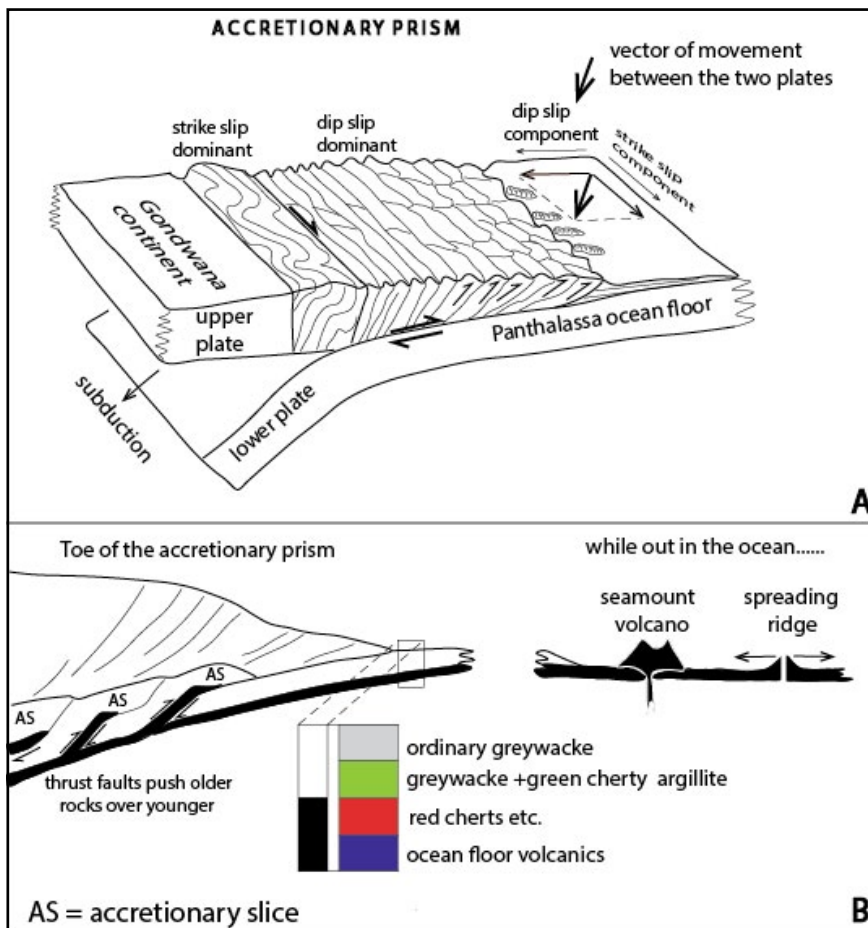 ACCRETIONARY PRISM
vector of movement
between the two plates
strike slip
dominant
dip slip
dominant
dip slip
component
strike slip
component
Gondwana
continent
upper
plate
Panthalassa ocean floor
lower plate
subduction
A
Toe of the accretionary prism
while out in the ocean......
seamount
volcano
spreading
ridge
AS
AS
AS
thrust faults push older
rocks over younger
ordinary greywacke
greywacke +green cherty argillite
red cherts etc.
ocean floor volcanics
AS = accretionary slice
B